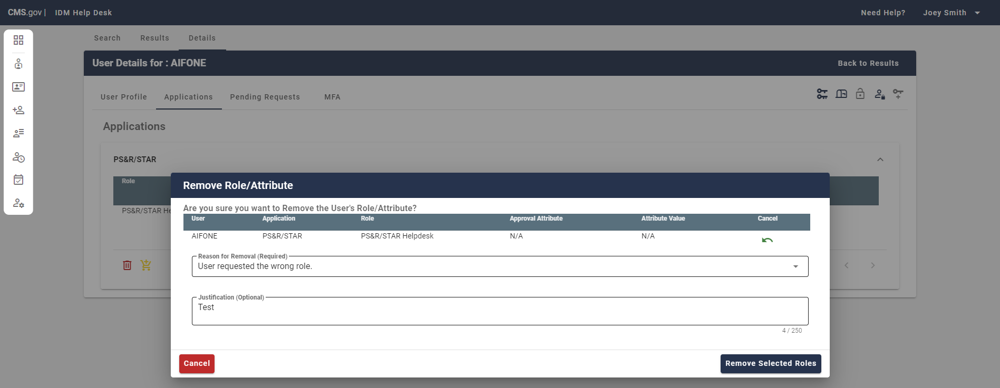 CMS.gov | IDM Help Desk Need Help? Joey Smith
Search Results Details
User Details for : AIFONE Back to Results
User Profile Applications Pending Requests MFA
Applications
PS&R/STAR
Role
PS&R/STAR He
Remove Role/Attribute
Are you sure you want to Remove the User's Role/Attribute?
User Application Role Approval Attribute Attribute Value Cancel
AIFONE PS&R/STAR PS&R/STAR Helpdesk N/A N/A
Reason for Removal (Required)
User requested the wrong role.
Justification (Optional)
Test
4 / 250
Cancel Remove Selected Roles